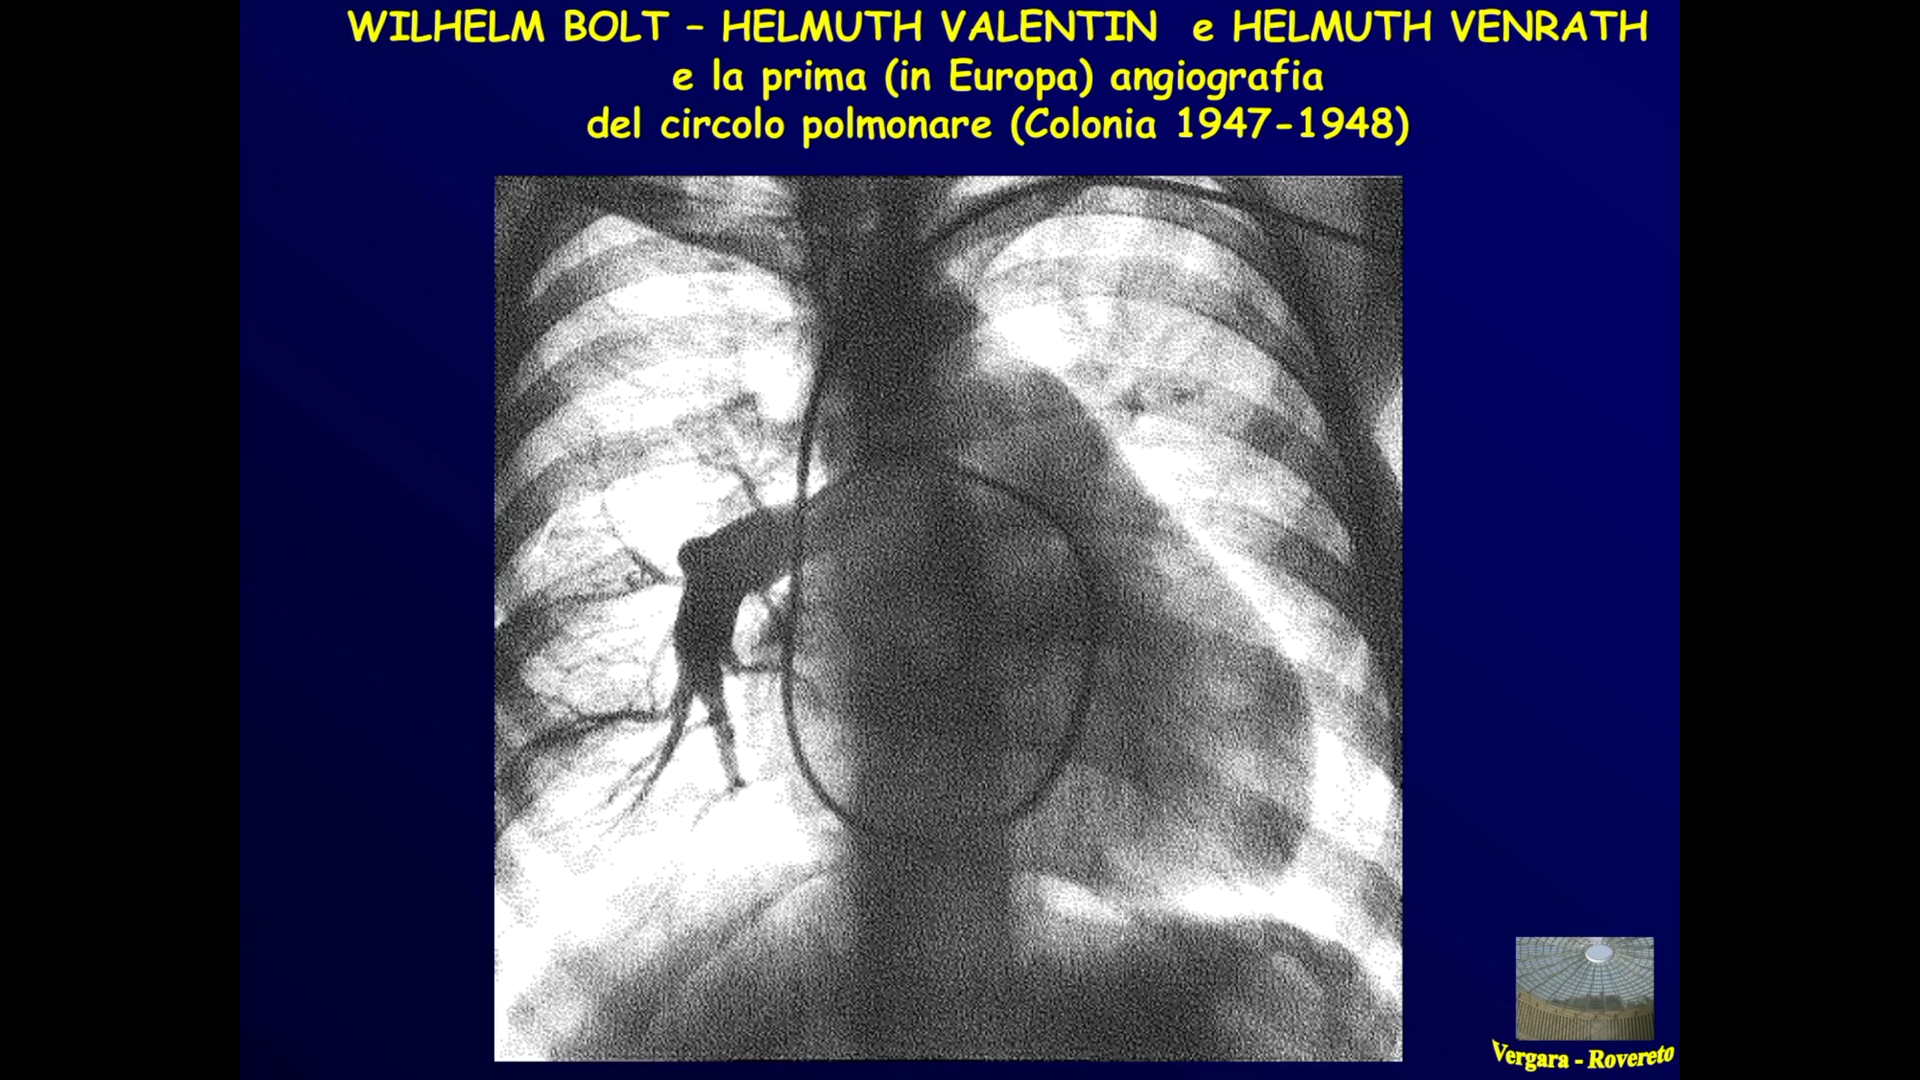 WILHELM BOLT – HELMUTH VALENTIN e HELMUTH VENRATH
e la prima (in Europa) angiografia
del circolo polmonare (Colonia 1947-1948)
Vergara - Rovereto